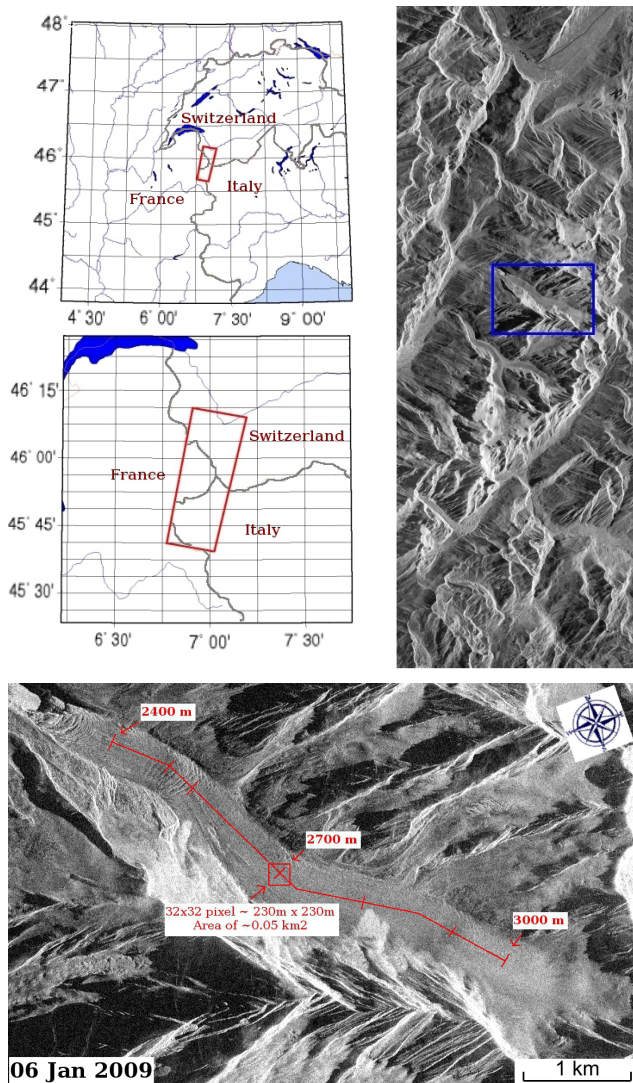 48°
47°
46°
45°
44°
Switzerland
Italy
France
4° 30'
6° 00'
7° 30'
9° 00'
46° 15'
46° 00'
45° 45'
45° 30'
Switzerland
France
Italy
6° 30'
7° 00'
7° 30'
2400 m
2700 m
32x32 pixel ~ 230m x 230m
Area of ~0.05 km2
3000 m
06 Jan 2009
1 km